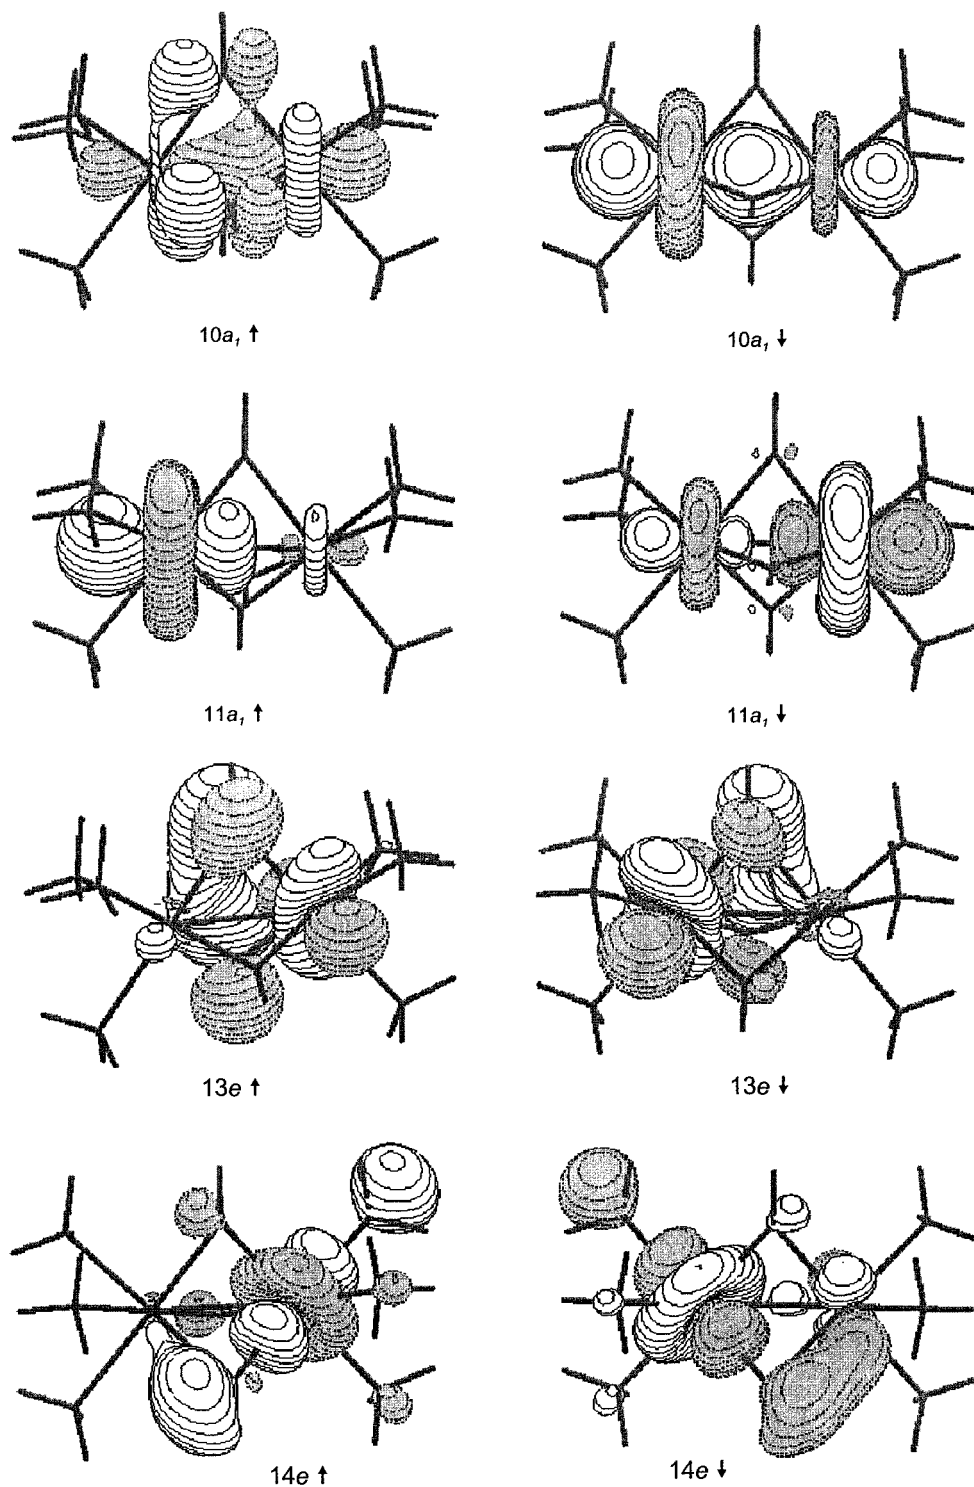 10a₁ ↑
10a₁ ↓
11a₁ ↑
11a₁ ↓
13e ↑
13e ↓
14e ↑
14e ↓